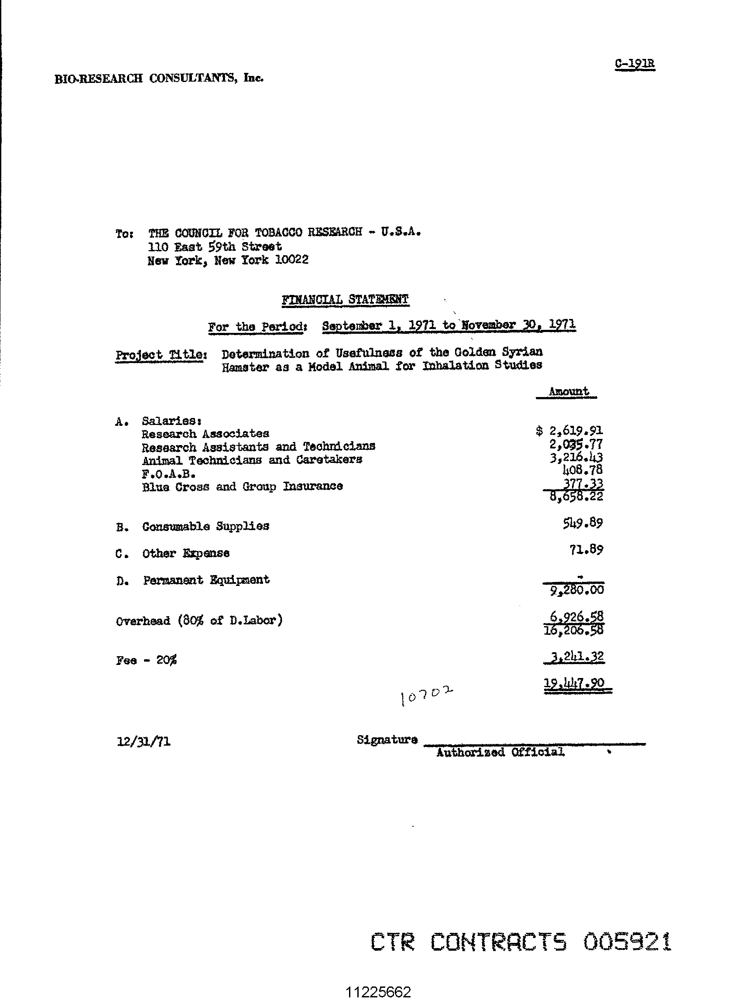 C-191R
BIO-RESEARCH CONSULTANTS, Inc.
To: THE COUNCIL FOR TOBACCO RESEARCH - U.S.A.
110 East 59th Street
New York, New York 10022
FINANCIAL STATEMENT
For the Period: September 1, 1971 to November 30, 1971
Project Title: Determination of Usefulness of the Golden Syrian
Hamster as a Model Animal for Inhalation Studies
Amount
A. Salaries:
Research Associates $ 2,619.91
Research Assistants and Technicians 2,035.77
Animal Technicians and Caretakers 3,216.43
F.O.A.B. 408.78
Blue Cross and Group Insurance 377.33
8,658.22
B. Consumable Supplies 549.89
C. Other Expense 71.89
D. Permanent Equipment -
9,280.00
Overhead (80% of D.Labor) 6,926.58
16,206.58
Fee - 20% 3,241.32
19,447.90
10702
12/31/71 Signature
Authorized Official
CTR CONTRACTS 005921
11225662